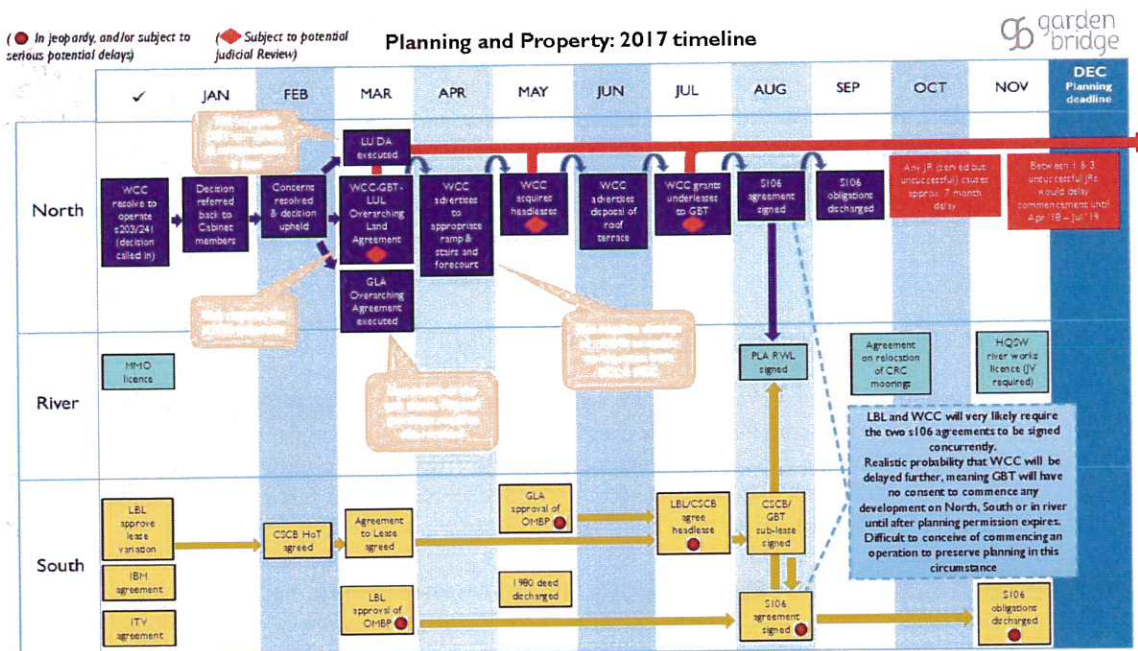 ( In jeopardy, and/or subject to
serious potential delays)
( Subject to potential
Judicial Review)
Planning and Property: 2017 timeline
garden
bridge
✓
JAN
FEB
MAR
APR
MAY
JUN
JUL
AUG
SEP
OCT
NOV
DEC
Planning
deadline
North
WCC
resolve to
operate
s203/241
(decision
called in)
Decision
referred
back to
Cabinet
members
Concerns
resolved
& decision
upheld
LU DA
executed
WCC-GBT-
LUL
Overarching
Land
Agreement
GLA
Overarching
Agreement
executed
WCC
advertises
to
appropriate
ramp &
stairs and
forecourt
WCC
acquires
headleases
WCC
advertises
disposal of
roof
terrace
WCC grants
underleases
to GBT
S106
agreement
signed
S106
obligations
discharged
Any JR (served but
unsuccessful) causes
approx. 7 month
delay
Between 1 & 3
unsuccessful JRs
would delay
commencement until
Apr '18 – Jul '19
River
MMO
licence
PLA RWL
signed
Agreement
on relocation
of CRC
moorings
HQSW
river works
licence (JV
required)
LBL and WCC will very likely require
the two s106 agreements to be signed
concurrently.
Realistic probability that WCC will be
delayed further, meaning GBT will have
no consent to commence any
development on North, South or in river
until after planning permission expires.
Difficult to conceive of commencing an
operation to preserve planning in this
circumstance
South
LBL
approve
lease
variation
IBM
agreement
ITV
agreement
CSCB HoT
agreed
Agreement
to Lease
agreed
LBL
approval of
OMBP
GLA
approval of
OMBP
1980 deed
discharged
LBL/CSCB
agree
headlease
CSCB/
GBT
sub-lease
signed
S106
agreement
signed
S106
obligations
discharged